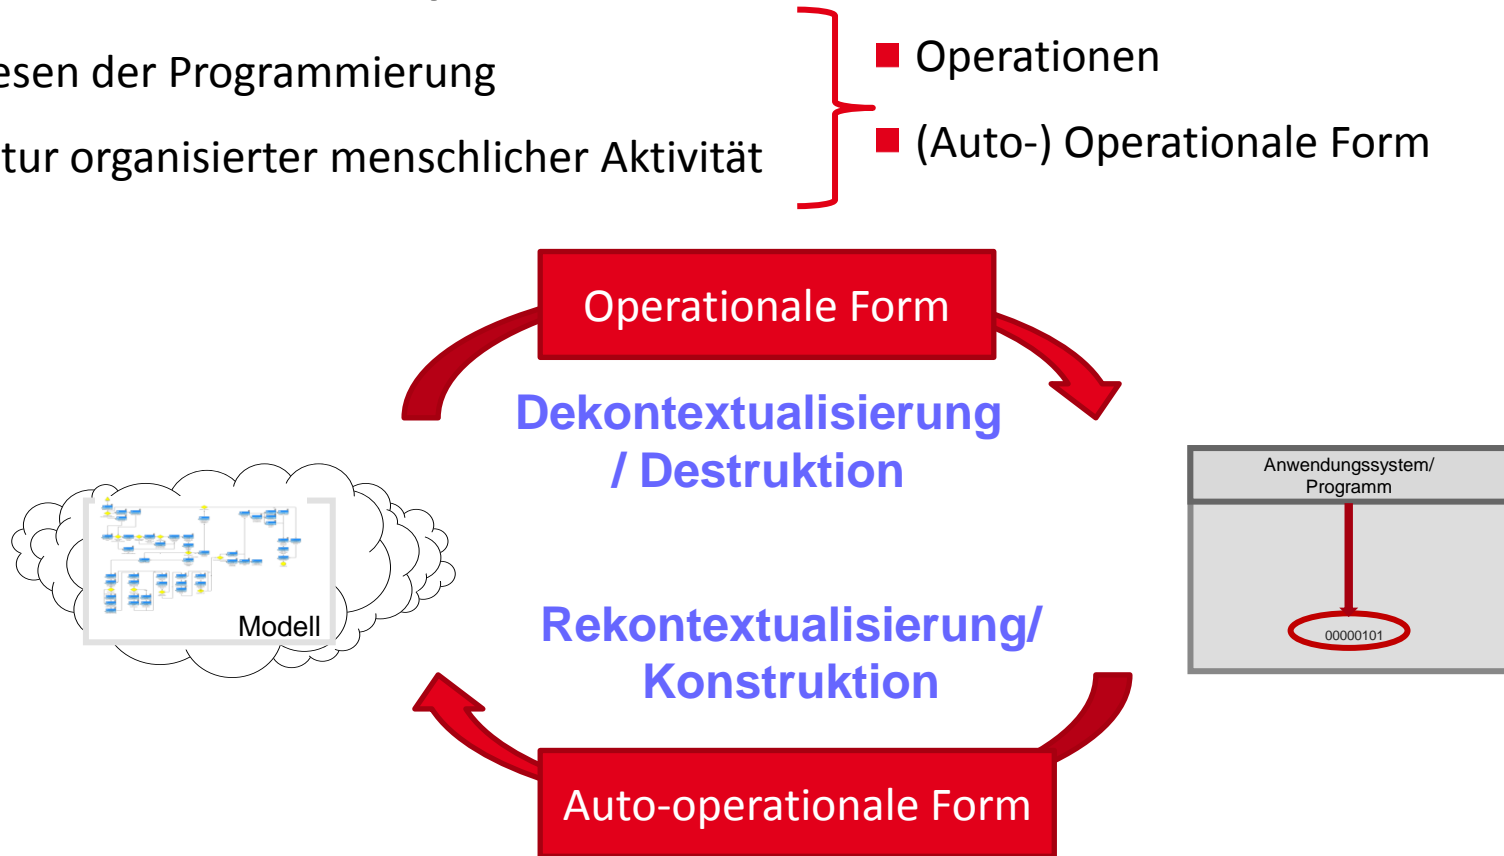 esen der Programmierung
tur organisierter menschlicher Aktivität
Operationen
(Auto-) Operationale Form
Operationale Form
Dekontextualisierung
/ Destruktion
Anwendungssystem/
Programm
00000101
Modell
Rekontextualisierung/
Konstruktion
Auto-operationale Form